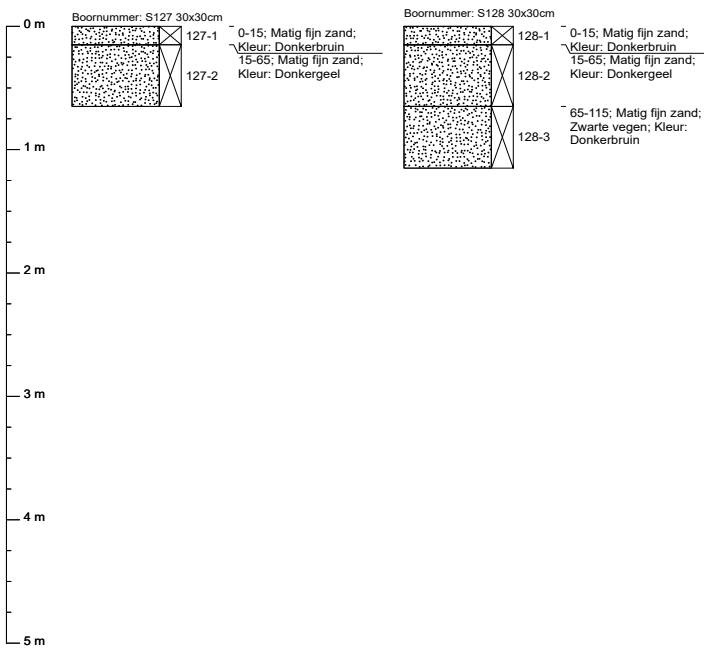 Boornummer: S127 30x30cm
127-1
0-15; Matig fijn zand;
Kleur: Donkerbruin
127-2
15-65; Matig fijn zand;
Kleur: Donkergeel
Boornummer: S128 30x30cm
128-1
0-15; Matig fijn zand;
Kleur: Donkerbruin
128-2
15-65; Matig fijn zand;
Kleur: Donkergeel
128-3
65-115; Matig fijn zand;
Zwarte vegen; Kleur:
Donkerbruin
0 m
1 m
2 m
3 m
4 m
5 m